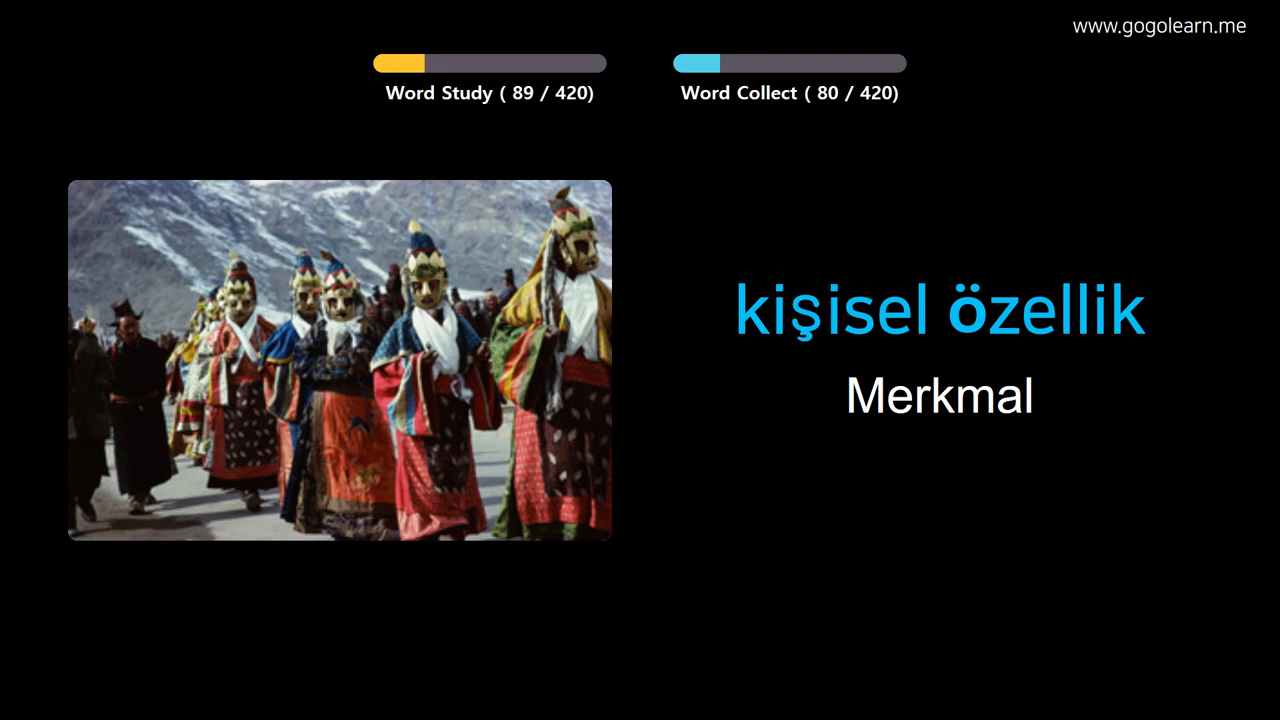 www.gogolearn.me
Word Study ( 89 / 420)
Word Collect ( 80 / 420)
kişisel özellik
Merkmal